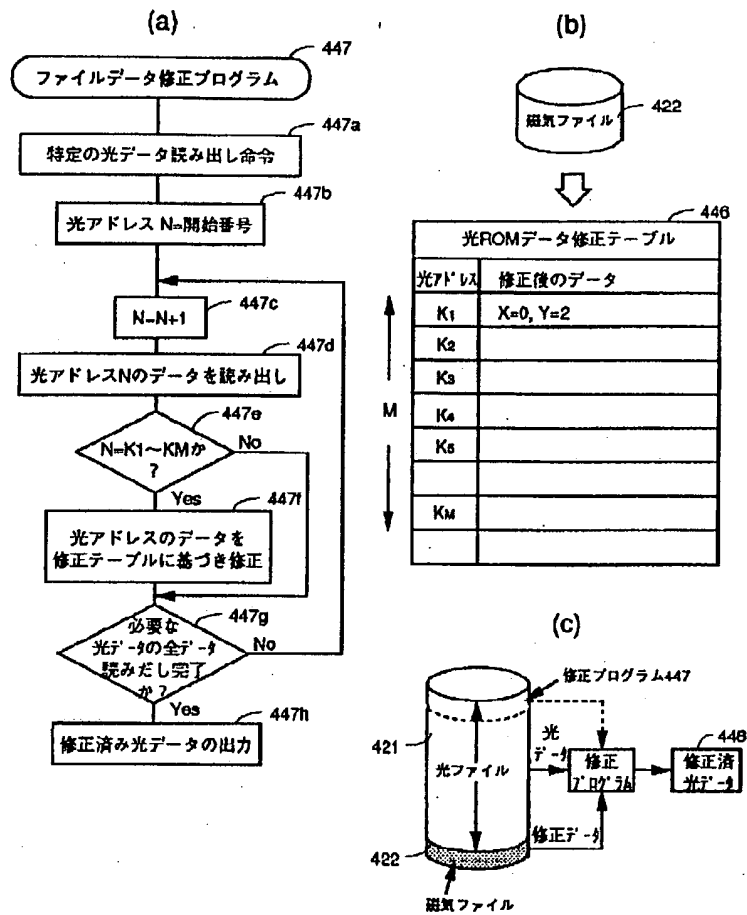 (a)
447
ファイルデータ修正プログラム
447a
特定の光データ読み出し命令
447b
光アドレス N=開始番号
447c
N=N+1
447d
光アドレスNのデータを読み出し
447e
N=K1～KMか
?
No
Yes
447f
光アドレスのデータを
修正テーブルに基づき修正
447g
必要な
光データの全データ
読みだし完了
か?
No
Yes
447h
修正済み光データの出力
(b)
磁気ファイル
422
446
光ROMデータ修正テーブル
光アドレス 修正後のデータ
K1 X=0, Y=2
K2
K3
M
K4
K5
KM
(c)
修正プログラム447
421
光ファイル
光
データ
修正
プログラム
448
修正済
光データ
修正データ
422
磁気ファイル